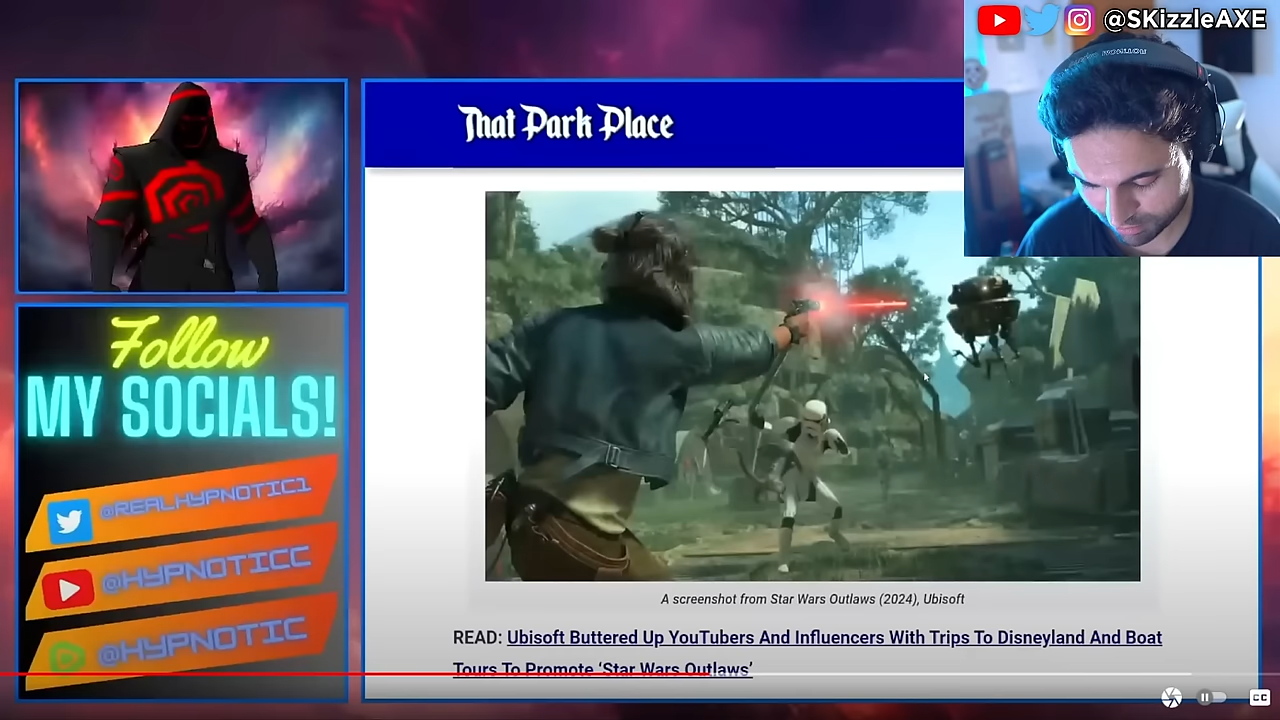 @SKizzleAXE
That Park Place
Follow
MY SOCIALS!
@REALHYPNOTIC1
@HYPNOTICC
@HYPNOTIC
A screenshot from Star Wars Outlaws (2024), Ubisoft
READ: Ubisoft Buttered Up YouTubers And Influencers With Trips To Disneyland And Boat
Tours To Promote ‘Star Wars Outlaws’
CC